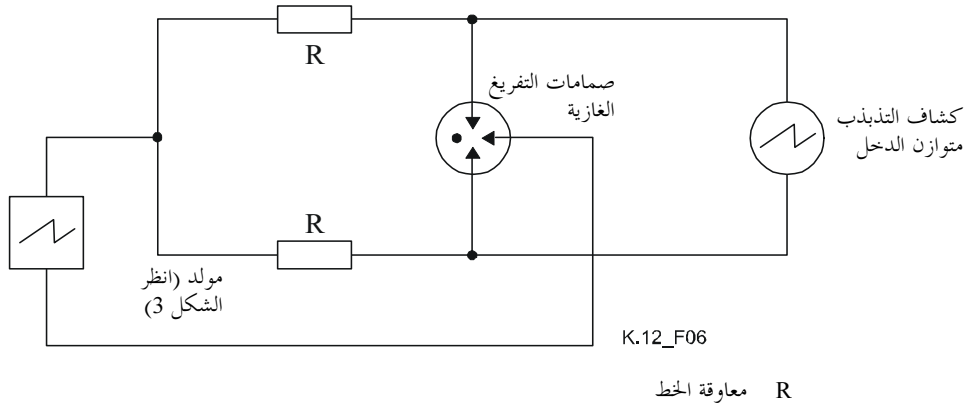 R
صمامات التفريغ
الغازية
كشاف التذبذب
متوازن الدخل
R
مولد (انظر
الشكل 3)
K.12_F06
R معاوقة الخط